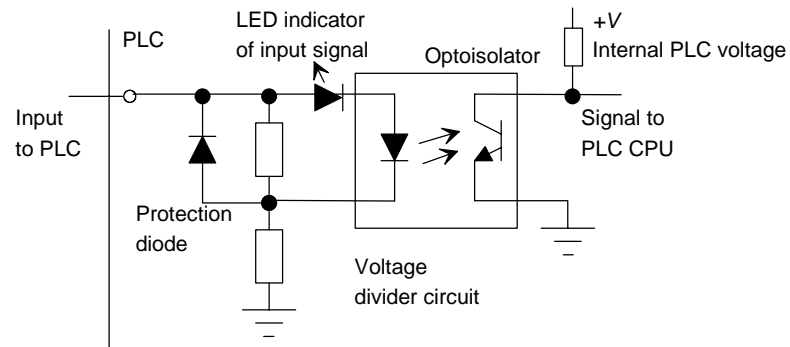 PLC
LED indicator
of input signal
Optoisolator
+V
Internal PLC voltage
Input
to PLC
Signal to
PLC CPU
Protection
diode
Voltage
divider circuit